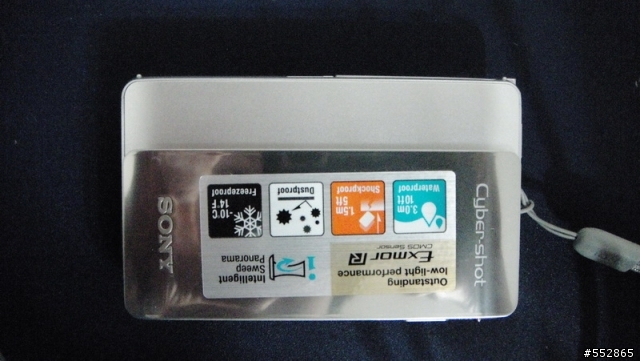 Cyber-shot
SONY
Outstanding
low-light performance
Exmor R
CMOS Sensor
Intelligent
Sweep
Panorama
Waterproof
3.0m
10ft
Shockproof
1.5m
5ft
Dustproof
Freezeproof
-10°C
14°F
#552865